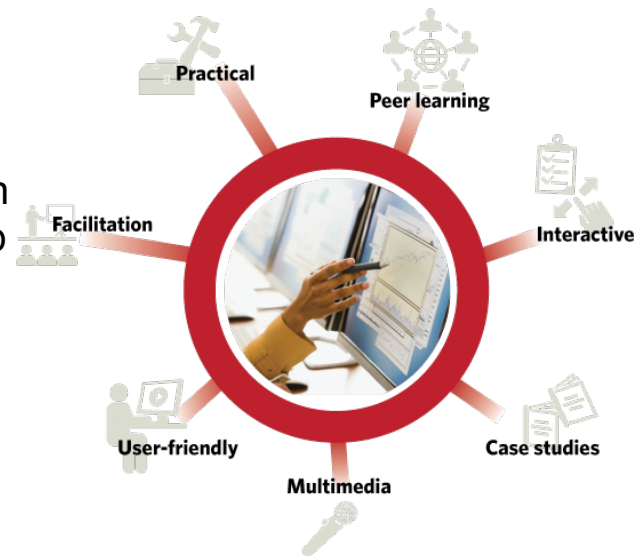 Practical
Peer learning
Interactive
Facilitation
User-friendly
Case studies
Multimedia